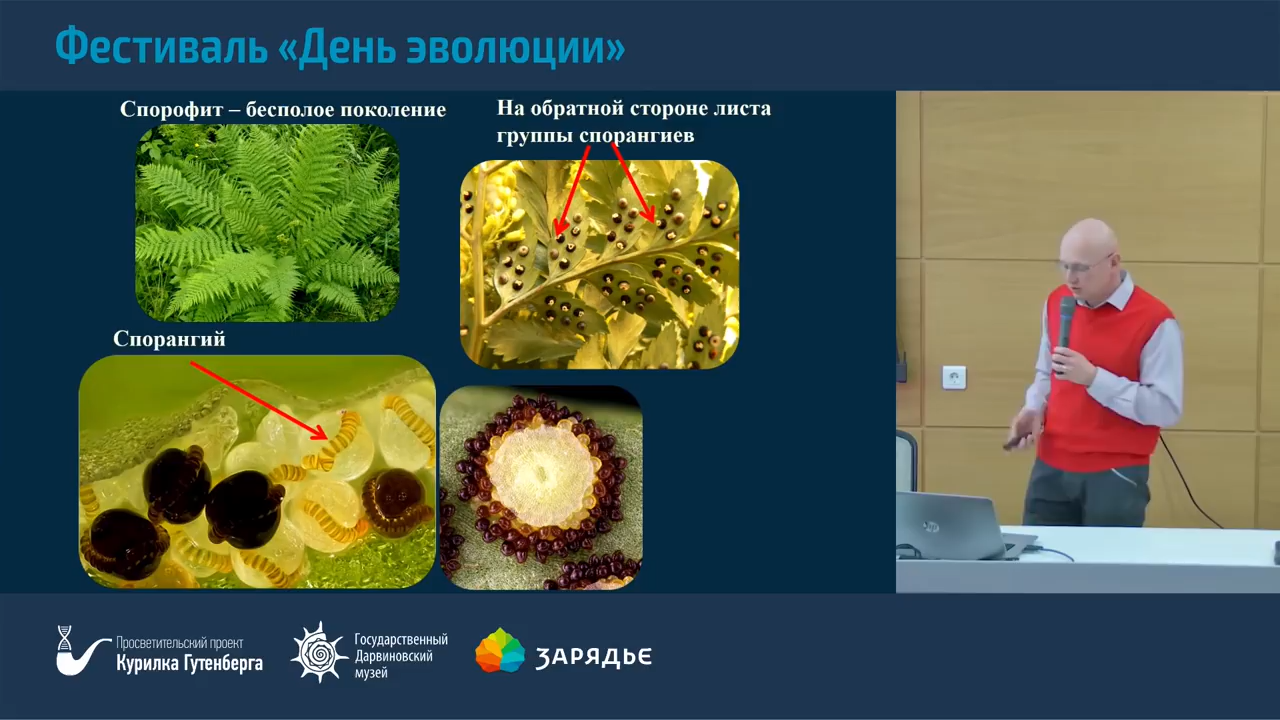 Фестиваль «День эволюции»
Спорофит – бесполое поколение
На обратной стороне листа
группы спорангиев
Спорангий
Просветительский проект
Курилка Гутенберга
Государственный
Дарвиновский
музей
ЗАРЯДЬЕ
hp